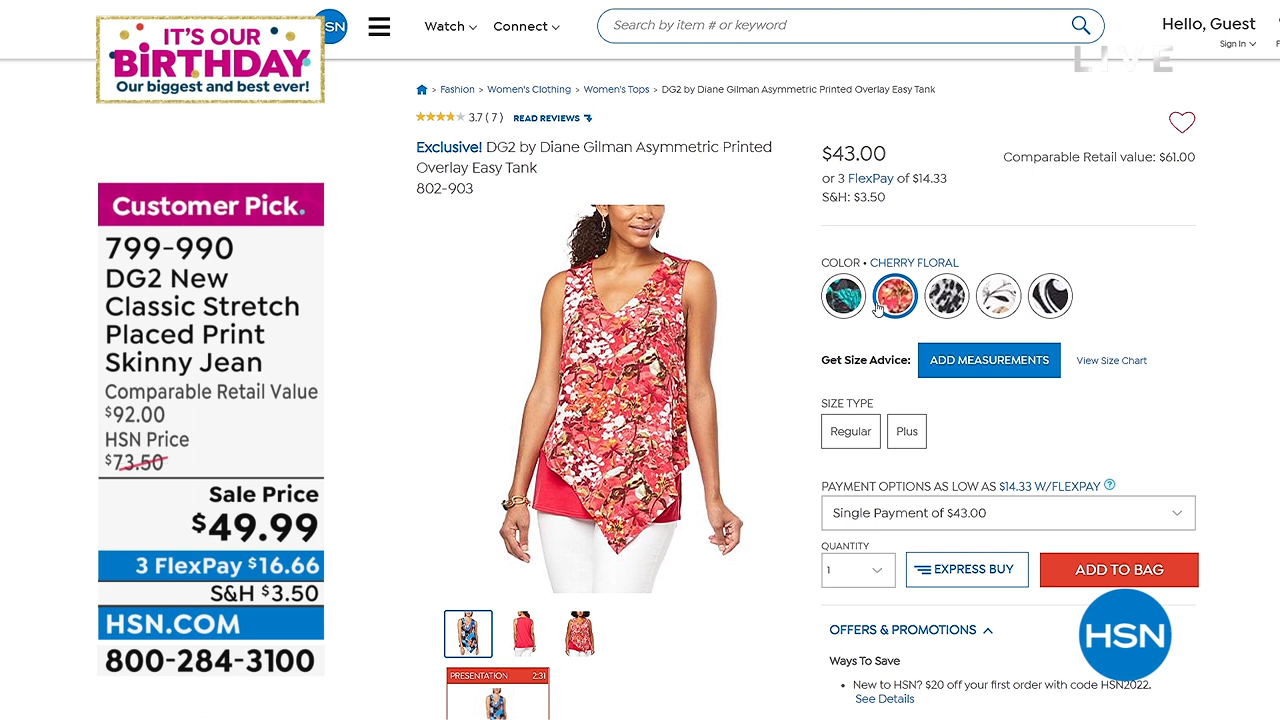 IT'S OUR
BIRTHDAY
Our biggest and best ever!
HSN
Watch
Connect
Search by item # or keyword
Hello, Guest
Sign In
LIVE
Fashion > Women's Clothing > Women's Tops > DG2 by Diane Gilman Asymmetric Printed Overlay Easy Tank
3.7 ( 7 ) READ REVIEWS
Exclusive! DG2 by Diane Gilman Asymmetric Printed
Overlay Easy Tank
802-903
$43.00
Comparable Retail value: $61.00
or 3 FlexPay of $14.33
S&H: $3.50
COLOR • CHERRY FLORAL
Get Size Advice: ADD MEASUREMENTS View Size Chart
SIZE TYPE
Regular Plus
PAYMENT OPTIONS AS LOW AS $14.33 W/FLEXPAY ?
Single Payment of $43.00
QUANTITY
1 EXPRESS BUY ADD TO BAG
OFFERS & PROMOTIONS
Ways To Save
• New to HSN? $20 off your first order with code HSN2022.
See Details
HSN
PRESENTATION 2:31
Customer Pick.
799-990
DG2 New
Classic Stretch
Placed Print
Skinny Jean
Comparable Retail Value
$92.00
HSN Price
$73.50
Sale Price
$49.99
3 FlexPay $16.66
S&H $3.50
HSN.COM
800-284-3100